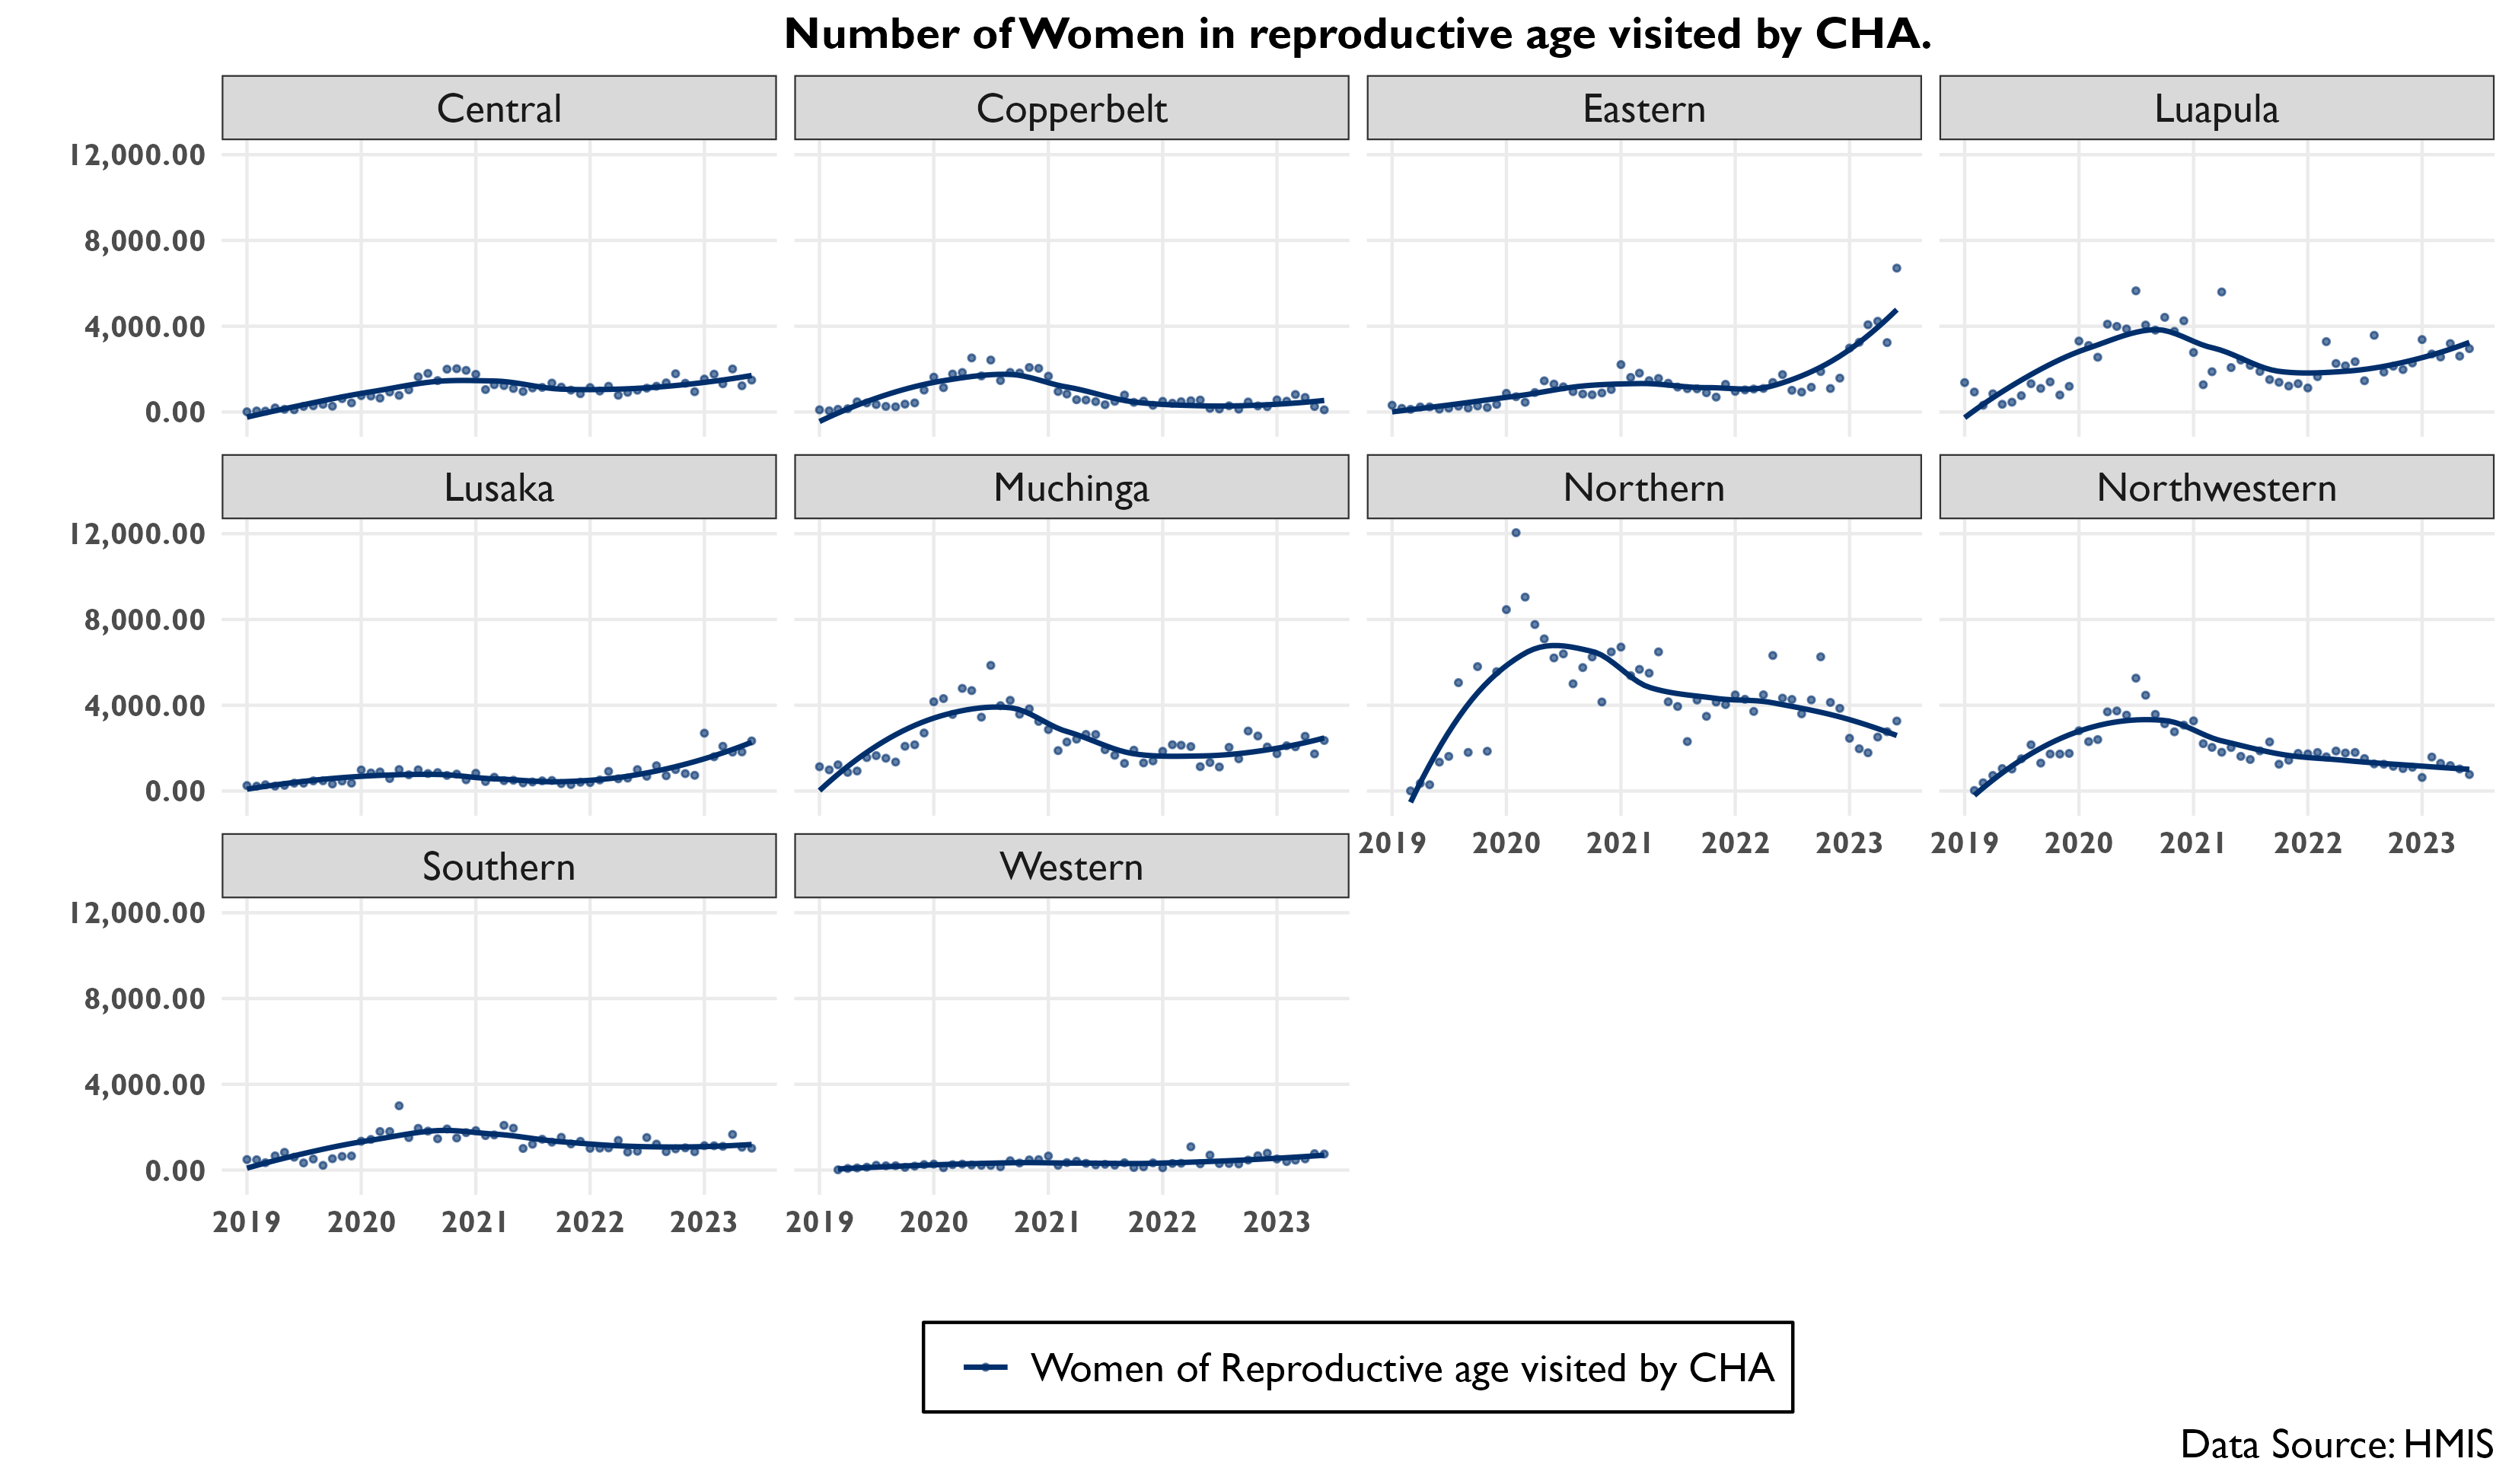 Number of Women in reproductive age visited by CHA.
Central Copperbelt Eastern Luapula
12,000.00
8,000.00
4,000.00
0.00
Lusaka Muchinga Northern Northwestern
12,000.00
8,000.00
4,000.00
0.00
2019 2020 2021 2022 2023 2019 2020 2021 2022 2023
Southern Western
12,000.00
8,000.00
4,000.00
0.00
2019 2020 2021 2022 2023 2019 2020 2021 2022 2023
Women of Reproductive age visited by CHA
Data Source: HMIS